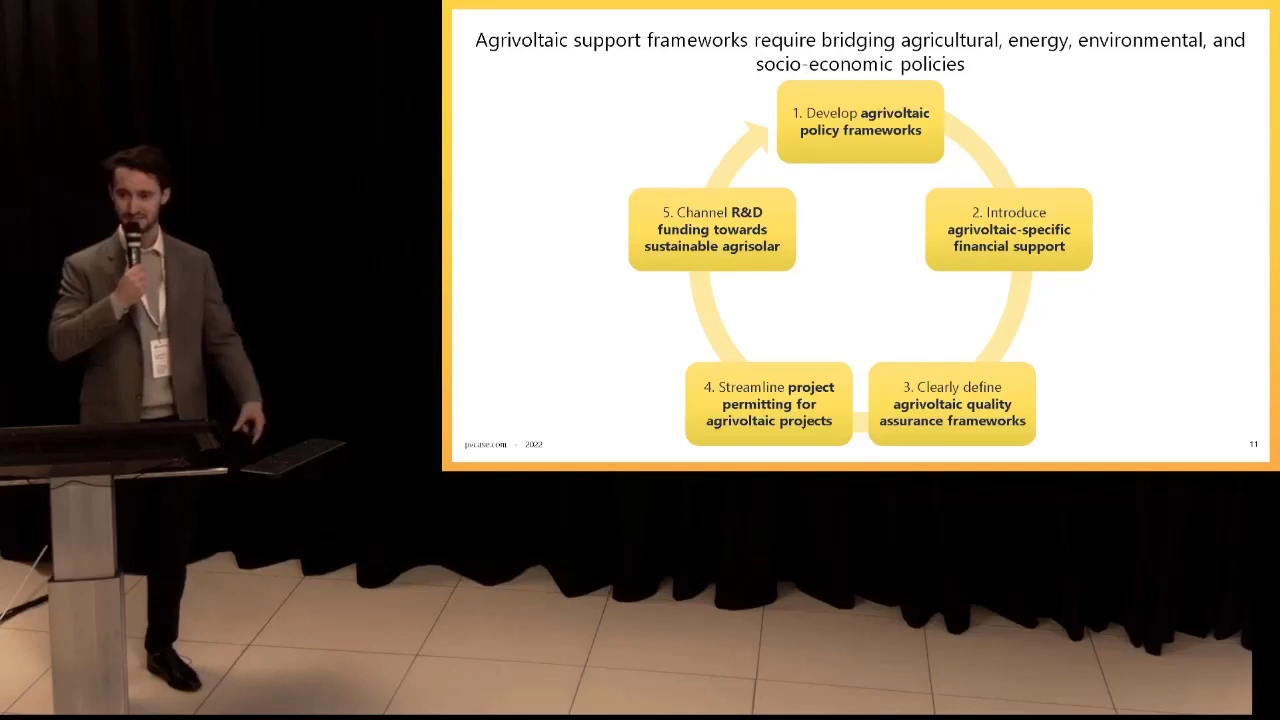 Agrivoltaic support frameworks require bridging agricultural, energy, environmental, and
socio-economic policies
1. Develop agrivoltaic
policy frameworks
2. Introduce
agrivoltaic-specific
financial support
3. Clearly define
agrivoltaic quality
assurance frameworks
4. Streamline project
permitting for
agrivoltaic projects
5. Channel R&D
funding towards
sustainable agrisolar
pvcase.com - 2022
11